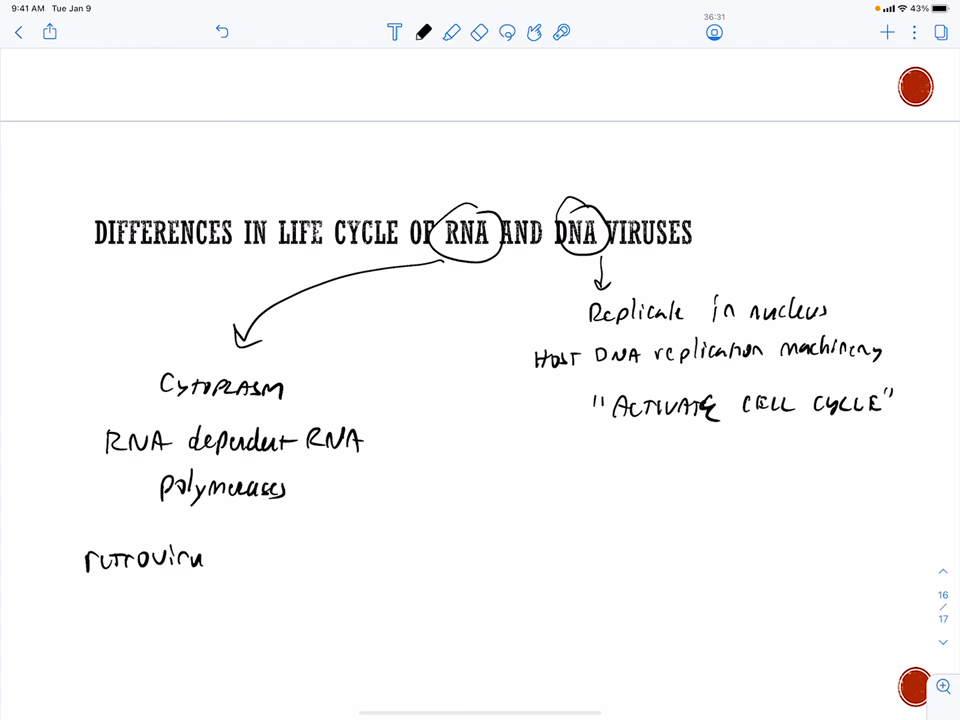 9:41 AM Tue Jan 9
36:31
43%
DIFFERENCES IN LIFE CYCLE OF RNA AND DNA VIRUSES
Replicate in nucleus
HOST DNA replication machinery
"ACTIVATE CELL CYCLE"
CYTOPLASM
RNA dependent RNA
polymerases
retroviru
16
/
17